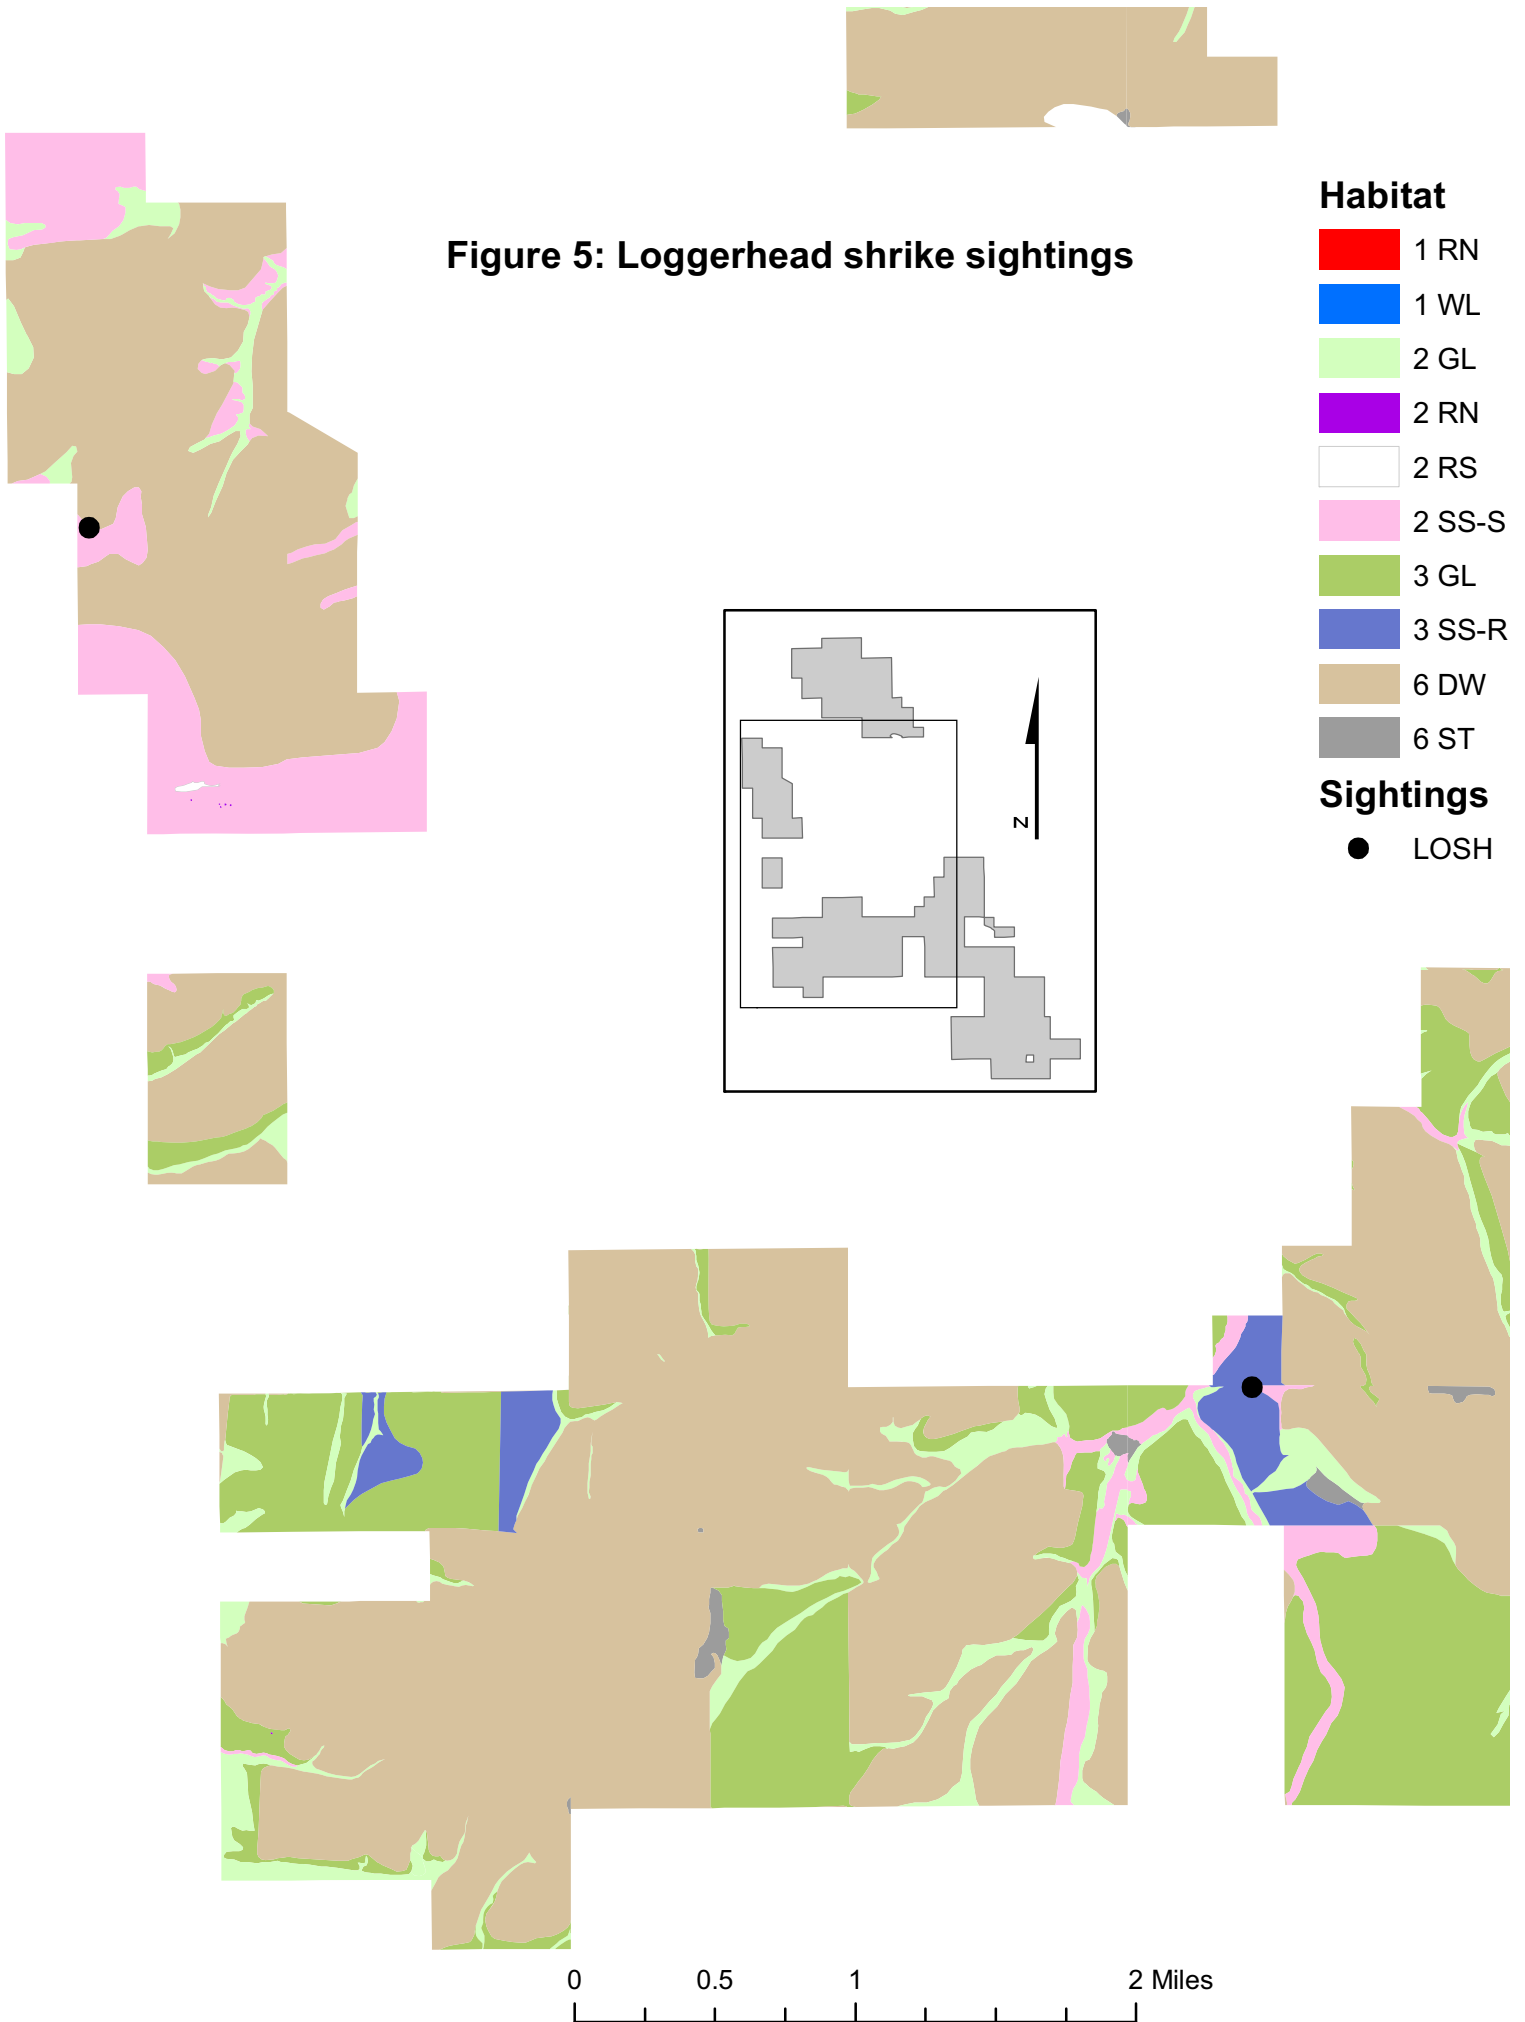 Figure 5: Loggerhead shrike sightings
Habitat
1 RN
1 WL
2 GL
2 RN
2 RS
2 SS-S
3 GL
3 SS-R
6 DW
6 ST
Sightings
LOSH
N
0 0.5 1 2 Miles